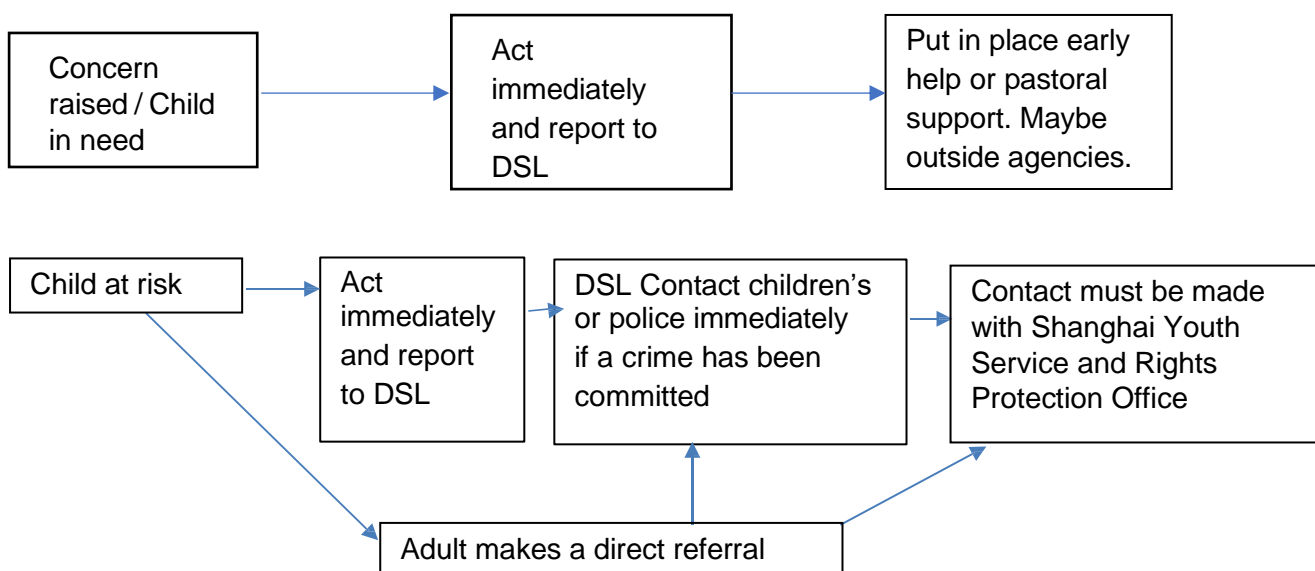 Concern
raised / Child
in need
Act
immediately
and report to
DSL
Put in place early
help or pastoral
support. Maybe
outside agencies.
Child at risk
Act
immediately
and report
to DSL
DSL Contact children’s
or police immediately
if a crime has been
committed
Contact must be made
with Shanghai Youth
Service and Rights
Protection Office
Adult makes a direct referral